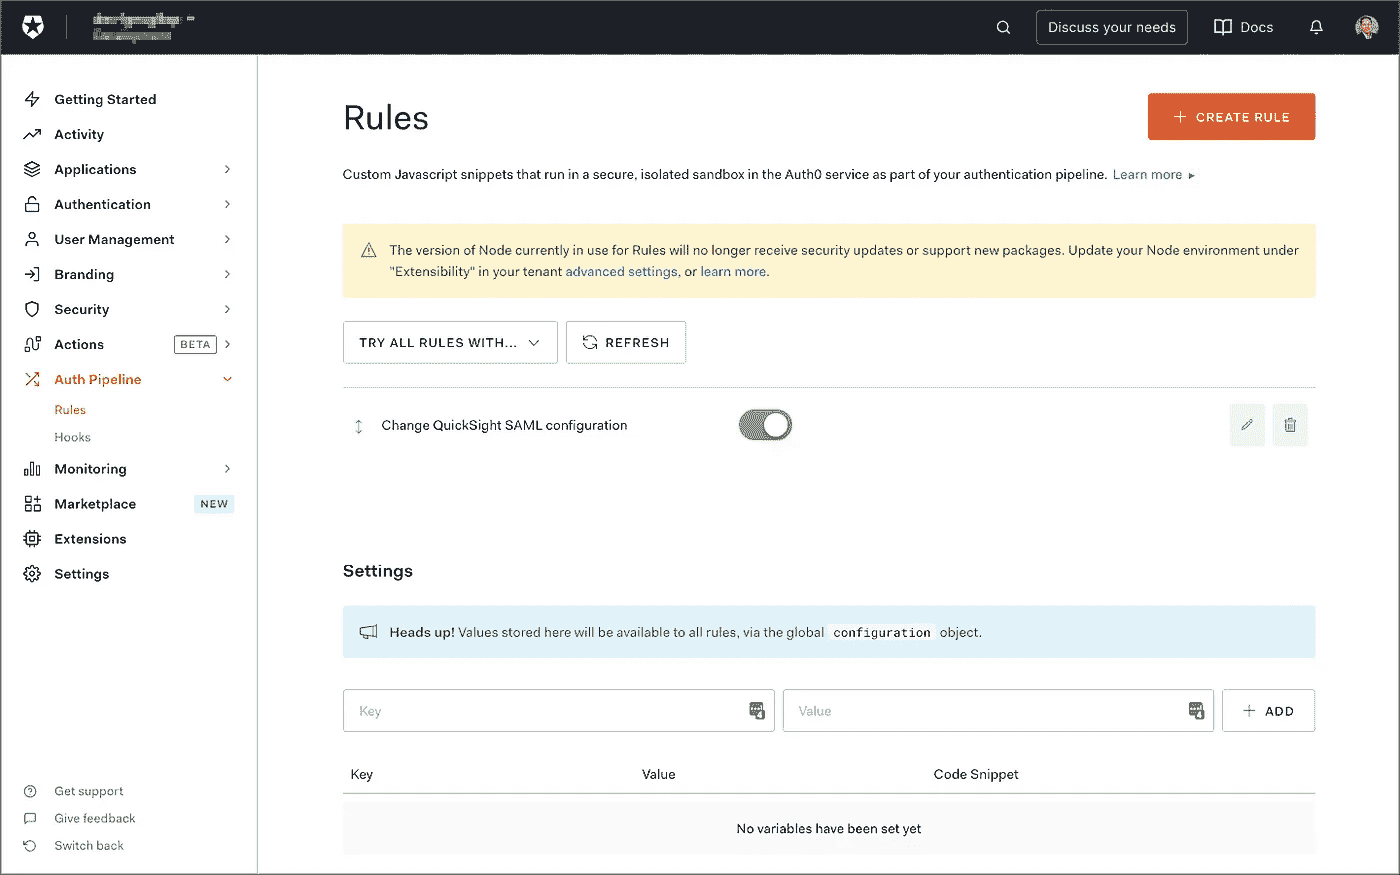 Discuss your needs
Docs
Getting Started
Activity
Applications
Authentication
User Management
Branding
Security
Actions BETA
Auth Pipeline
Rules
Hooks
Monitoring
Marketplace NEW
Extensions
Settings
Get support
Give feedback
Switch back
Rules
+ CREATE RULE
Custom Javascript snippets that run in a secure, isolated sandbox in the Auth0 service as part of your authentication pipeline. Learn more ▸
The version of Node currently in use for Rules will no longer receive security updates or support new packages. Update your Node environment under
"Extensibility" in your tenant advanced settings, or learn more.
TRY ALL RULES WITH...
REFRESH
Change QuickSight SAML configuration
Settings
Heads up! Values stored here will be available to all rules, via the global configuration object.
Key
Value
+ ADD
Key Value Code Snippet
No variables have been set yet